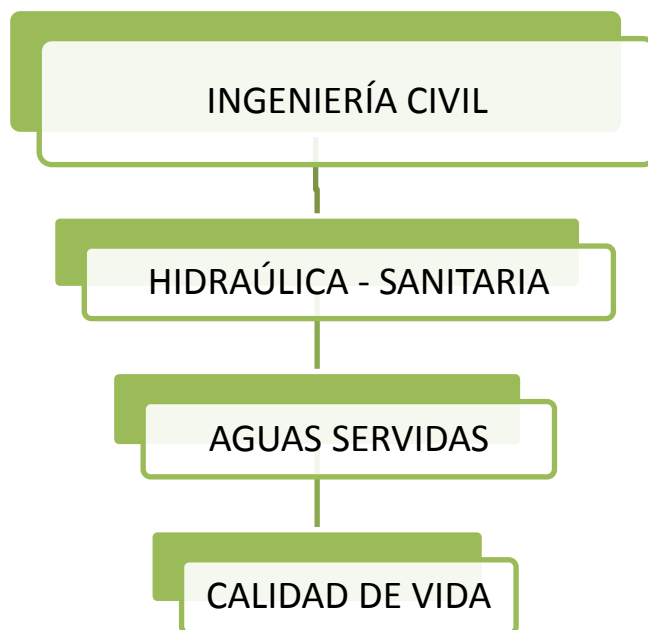 INGENIERÍA CIVIL
HIDRAÚLICA - SANITARIA
AGUAS SERVIDAS
CALIDAD DE VIDA